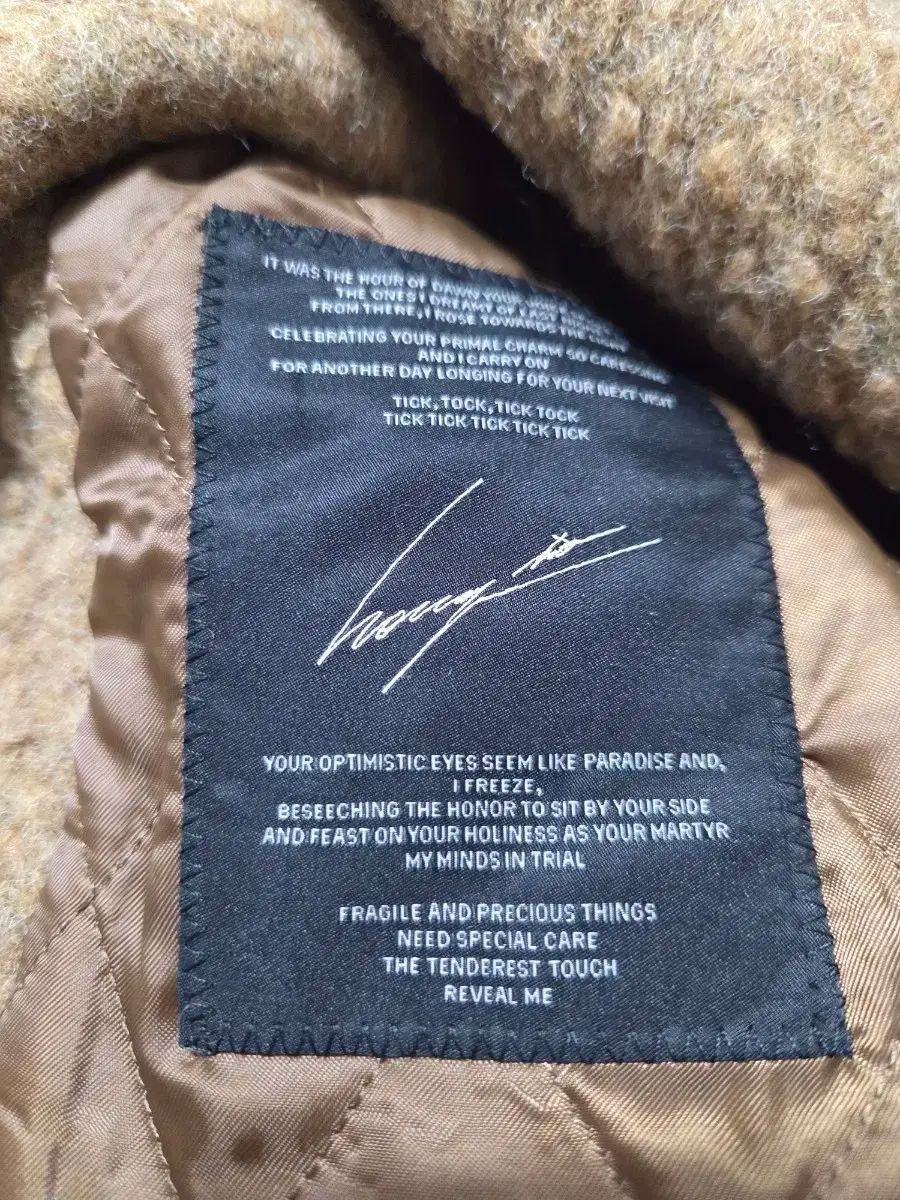 IT WAS THE HOUR OF DAWN, YOUR
THE ONES I DREAMT OF LAST
FROM THERE, I ROSE TOWARDS THE
CELEBRATING YOUR PRIMAL CHARM SO CARESSING
AND I CARRY ON
FOR ANOTHER DAY LONGING FOR YOUR NEXT VISIT
TICK, TOCK, TICK TOCK
TICK TICK TICK TICK TICK
YOUR OPTIMISTIC EYES SEEM LIKE PARADISE AND,
I FREEZE,
BESEECHING THE HONOR TO SIT BY YOUR SIDE
AND FEAST ON YOUR HOLINESS AS YOUR MARTYR
MY MINDS IN TRIAL
FRAGILE AND PRECIOUS THINGS
NEED SPECIAL CARE
THE TENDEREST TOUCH
REVEAL ME